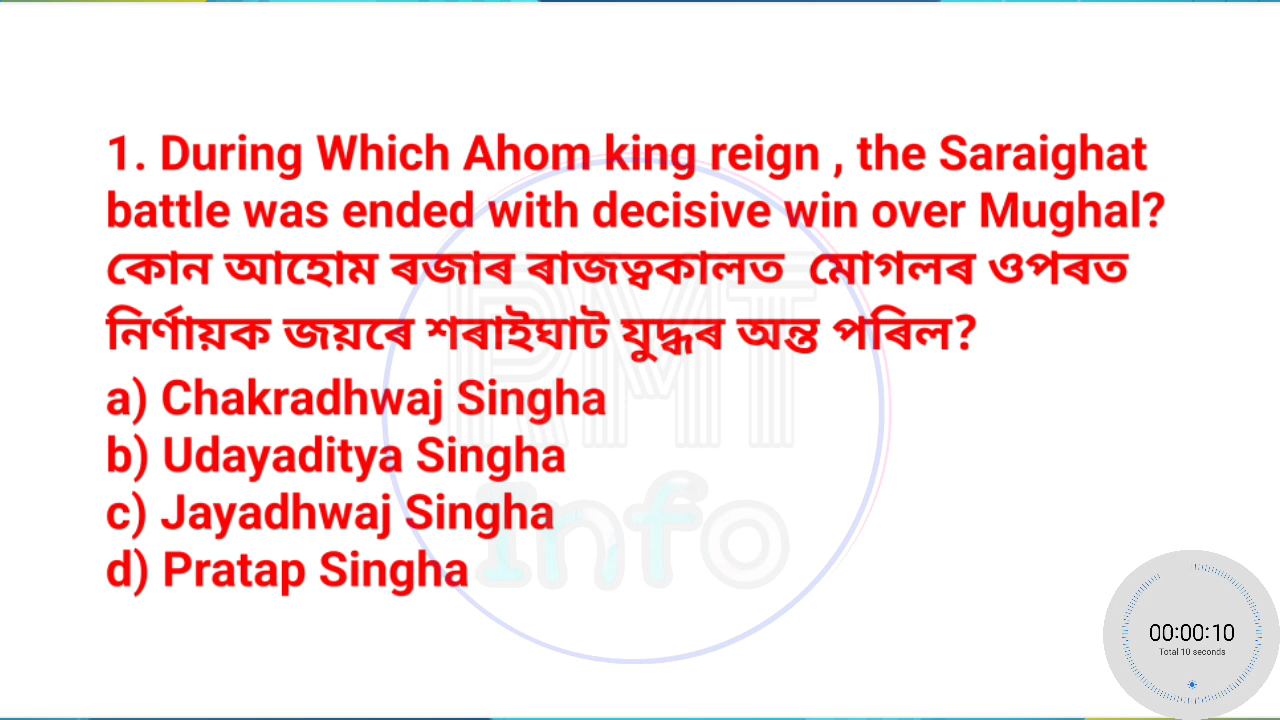 1. During Which Ahom king reign , the Saraighat
battle was ended with decisive win over Mughal?
কোন আহোম ৰজাৰ ৰাজত্বকালত মোগলৰ ওপৰত
নিৰ্ণায়ক জয়ৰে শৰাইঘাট যুদ্ধৰ অন্ত পৰিল?
a) Chakradhwaj Singha
b) Udayaditya Singha
c) Jayadhwaj Singha
d) Pratap Singha
RMT
Info
00:00:10
Total 10 seconds